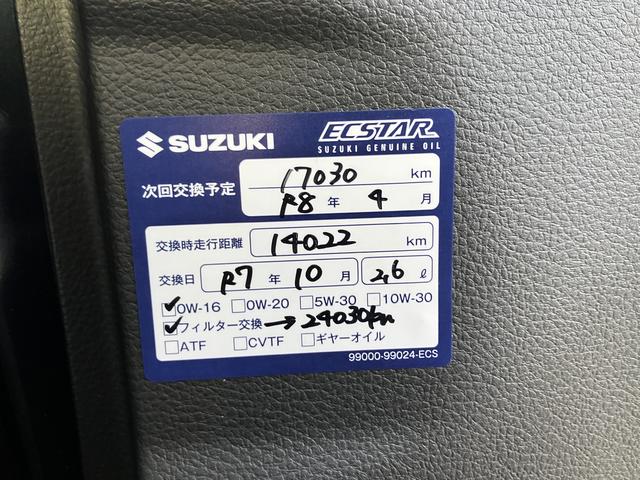 SUZUKI ECSTAR
SUZUKI GENUINE OIL
次回交換予定 17030 km
R8 年 4 月
交換時走行距離 14022 km
交換日 R7 年 10 月 2.6 ℓ
☑0W-16 □0W-20 □5W-30 □10W-30
☑フィルター交換 →24030km
□ATF □CVTF □ギヤーオイル
99000-99024-ECS